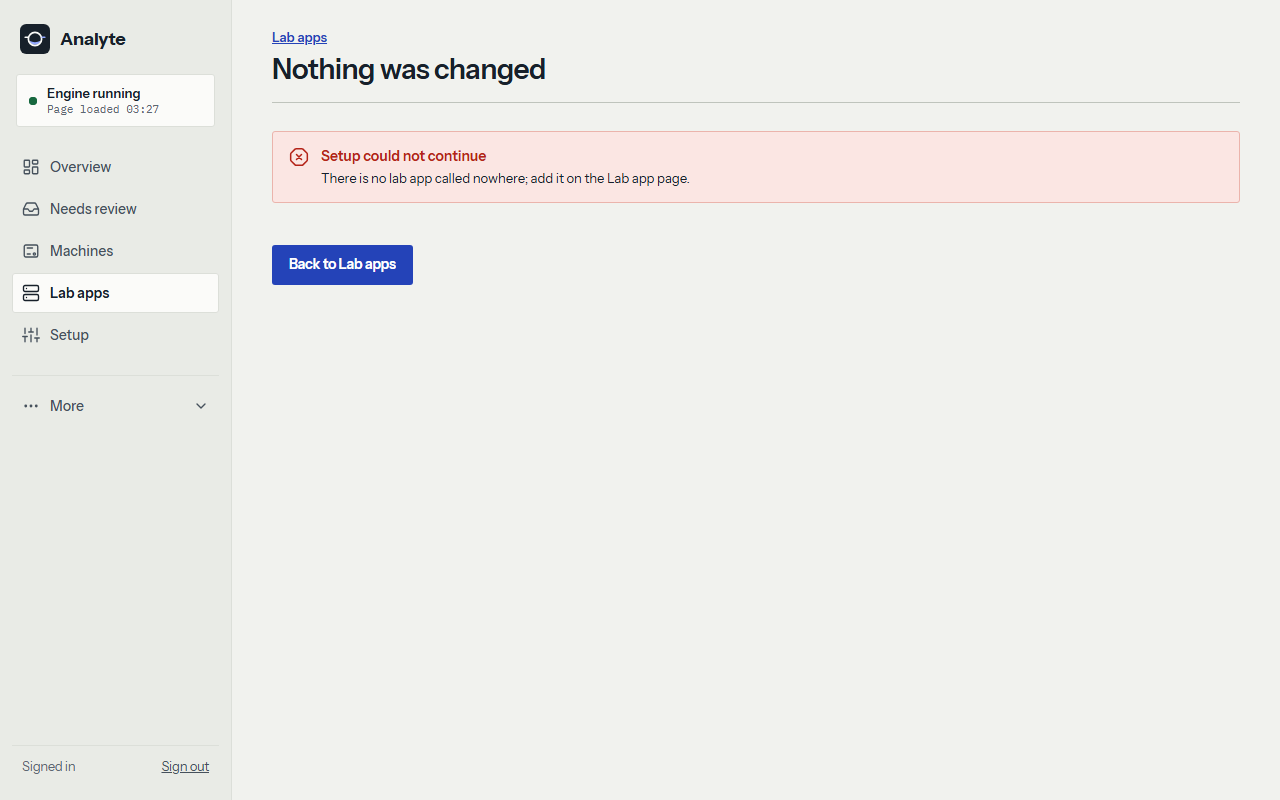 Analyte
Engine running
Page loaded 03:27
Overview
Needs review
Machines
Lab apps
Setup
More
Signed in
Sign out
Lab apps
Nothing was changed
Setup could not continue
There is no lab app called nowhere; add it on the Lab app page.
Back to Lab apps